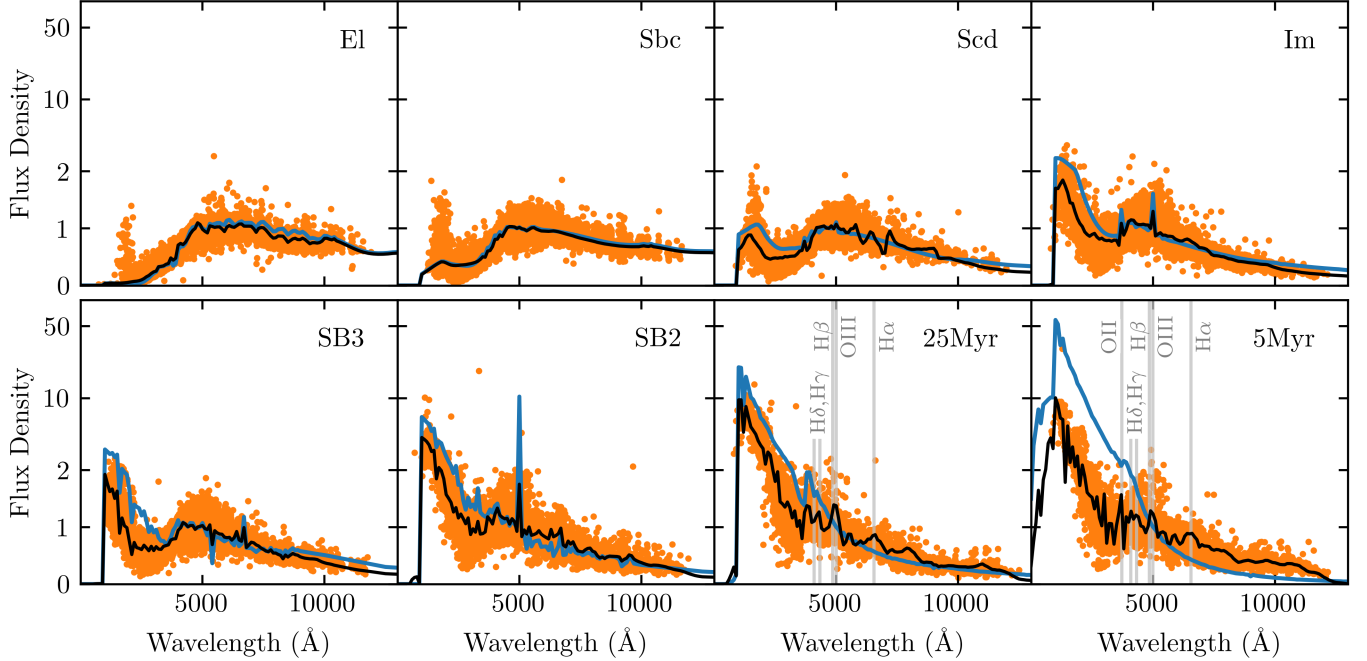 50
10
2
1
0
Flux Density
El
Sbc
Scd
Im
50
10
2
1
0
Flux Density
SB3
SB2
25Myr
Hδ,Hγ
Hβ
OIII
Hα
5Myr
OII
Hδ,Hγ
Hβ
OIII
Hα
5000 10000
5000 10000
5000 10000
5000 10000
Wavelength (Å)
Wavelength (Å)
Wavelength (Å)
Wavelength (Å)